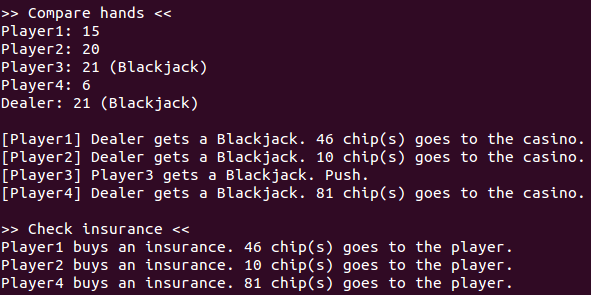 >> Compare hands <<
Player1: 15
Player2: 20
Player3: 21 (Blackjack)
Player4: 6
Dealer: 21 (Blackjack)
[Player1] Dealer gets a Blackjack. 46 chip(s) goes to the casino.
[Player2] Dealer gets a Blackjack. 10 chip(s) goes to the casino.
[Player3] Player3 gets a Blackjack. Push.
[Player4] Dealer gets a Blackjack. 81 chip(s) goes to the casino.
>> Check insurance <<
Player1 buys an insurance. 46 chip(s) goes to the player.
Player2 buys an insurance. 10 chip(s) goes to the player.
Player4 buys an insurance. 81 chip(s) goes to the player.